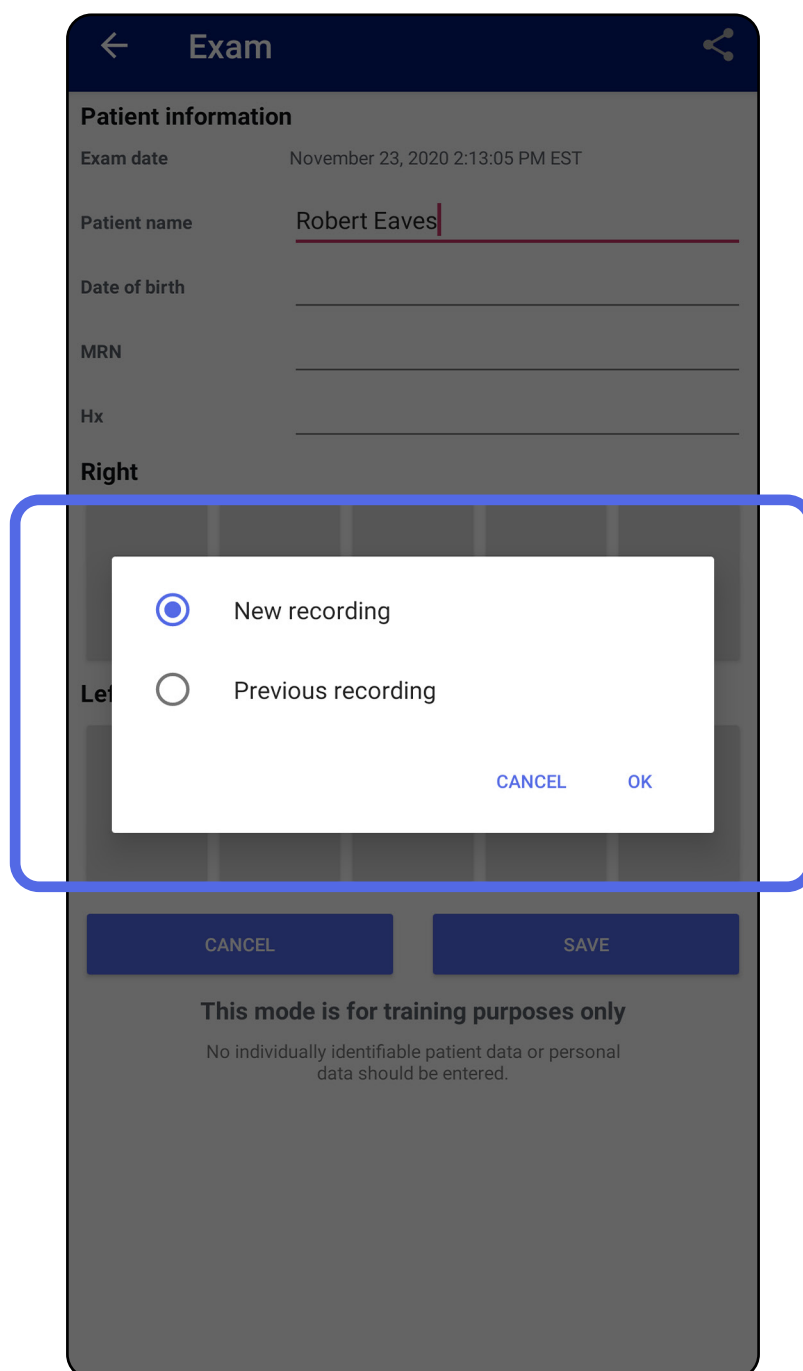 Exam
Patient information
Exam date November 23, 2020 2:13:05 PM EST
Patient name Robert Eaves
Date of birth
MRN
Hx
Right
New recording
Lef
Previous recording
CANCEL OK
CANCEL SAVE
This mode is for training purposes only
No individually identifiable patient data or personal
data should be entered.